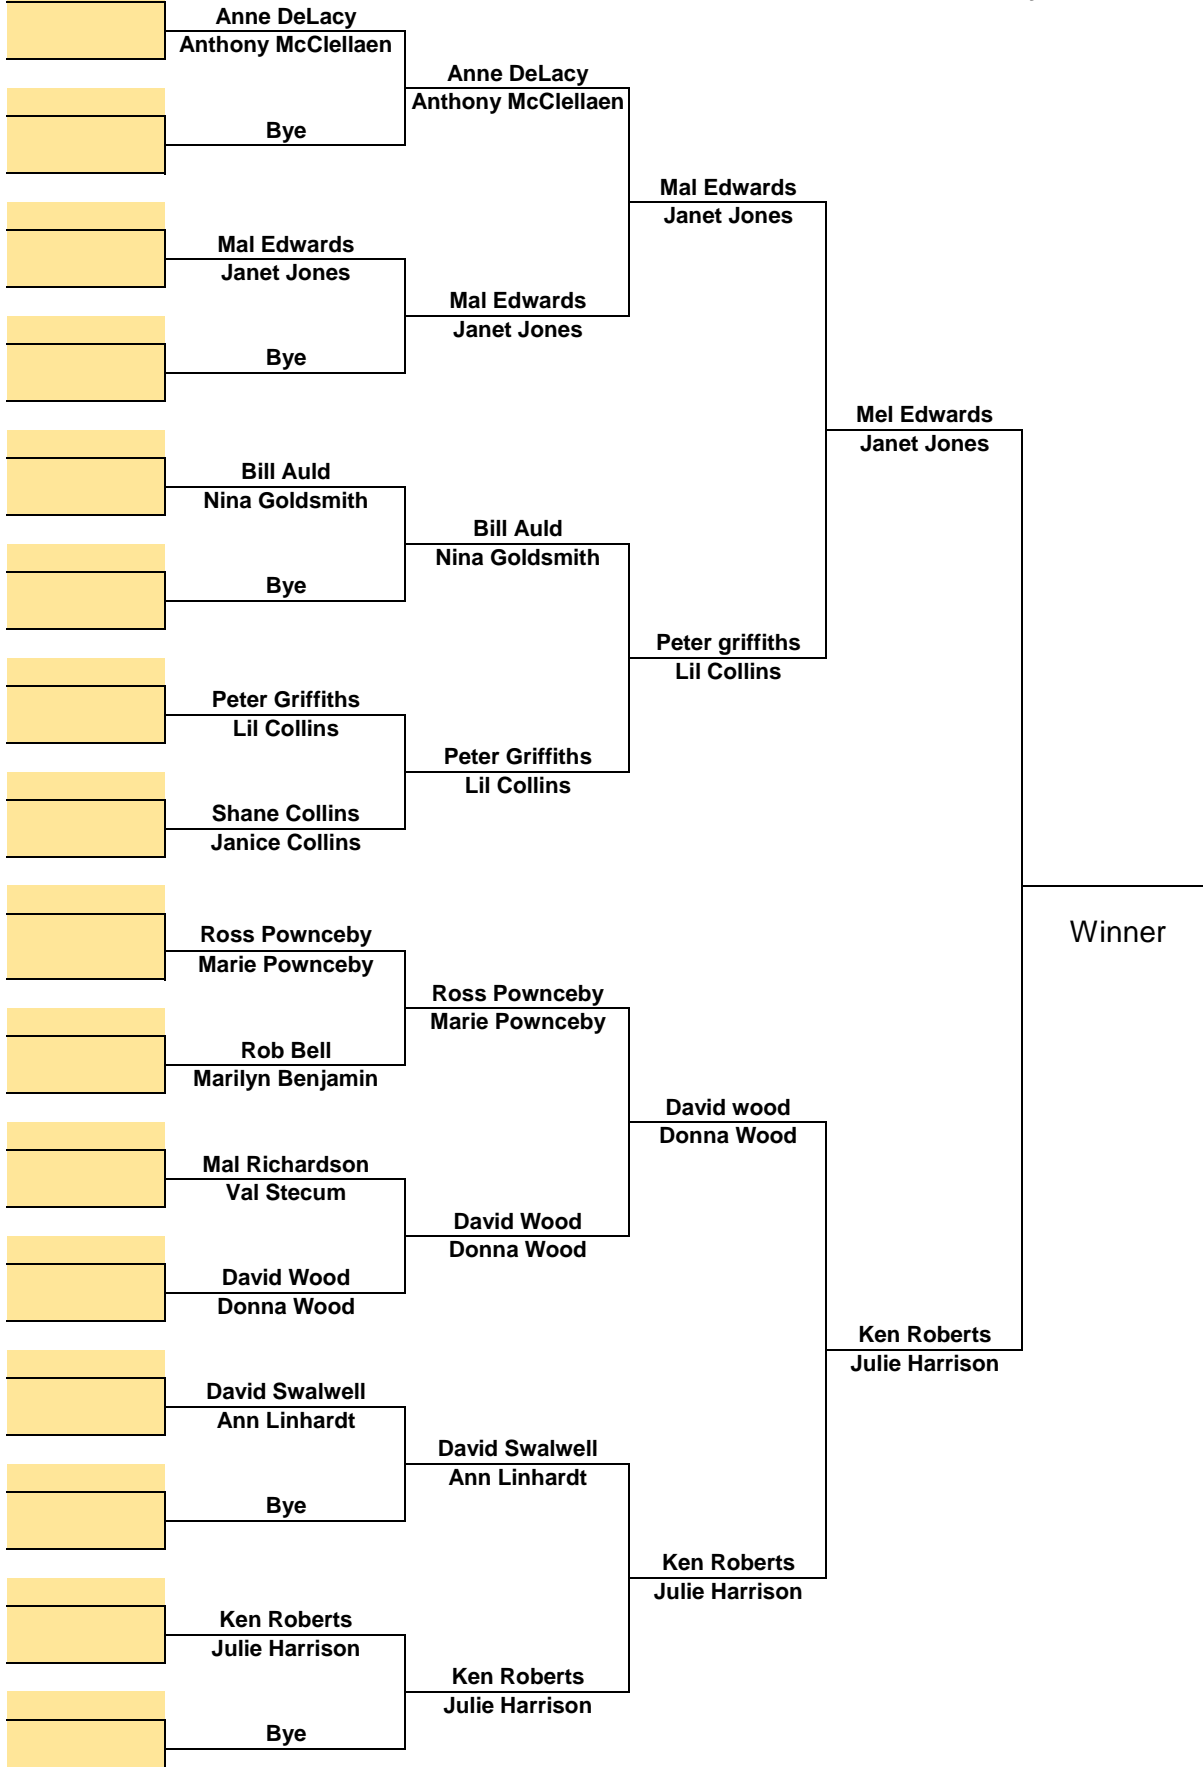 Anne DeLacy
Anthony McClellaen
Anne DeLacy
Anthony McClellaen
Bye
Mal Edwards
Janet Jones
Mal Edwards
Janet Jones
Mal Edwards
Janet Jones
Bye
Mel Edwards
Janet Jones
Bill Auld
Nina Goldsmith
Bill Auld
Nina Goldsmith
Bye
Peter griffiths
Lil Collins
Peter Griffiths
Lil Collins
Peter Griffiths
Lil Collins
Shane Collins
Janice Collins
Winner
Ross Pownceby
Marie Pownceby
Ross Pownceby
Marie Pownceby
Rob Bell
Marilyn Benjamin
David wood
Donna Wood
Mal Richardson
Val Stecum
David Wood
Donna Wood
David Wood
Donna Wood
Ken Roberts
Julie Harrison
David Swalwell
Ann Linhardt
David Swalwell
Ann Linhardt
Bye
Ken Roberts
Julie Harrison
Ken Roberts
Julie Harrison
Ken Roberts
Julie Harrison
Bye